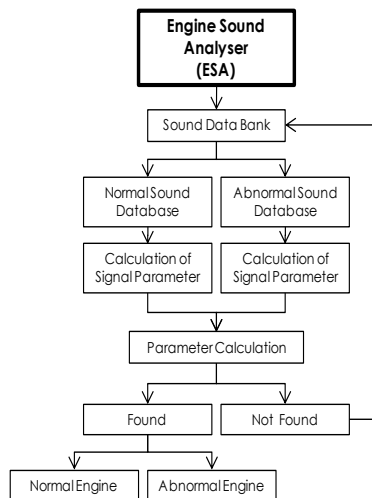 Engine Sound
Analyser
(ESA)
Sound Data Bank
Normal Sound
Database
Abnormal Sound
Database
Calculation of
Signal Parameter
Calculation of
Signal Parameter
Parameter Calculation
Found
Not Found
Normal Engine
Abnormal Engine